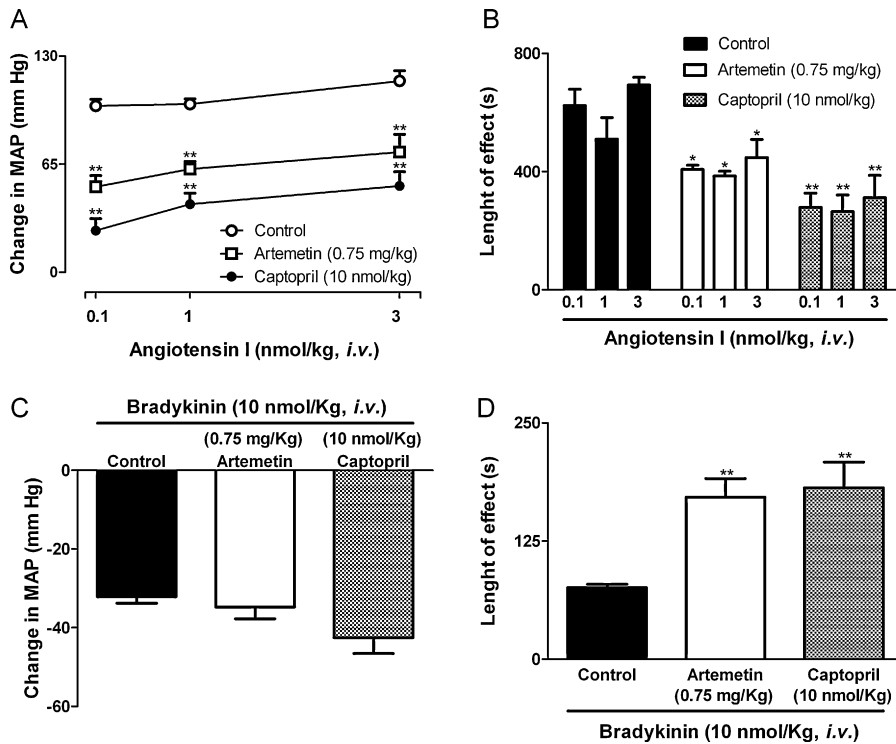 A
Change in MAP (mm Hg)
130
65
0
**
**
**
**
**
**
Control
Artemetin (0.75 mg/kg)
Captopril (10 nmol/kg)
0.1 1 3
Angiotensin I (nmol/kg, i.v.)
B
Lenght of effect (s)
800
400
0
Control
Artemetin (0.75 mg/kg)
Captopril (10 nmol/kg)
* * *
** ** **
0.1 1 3 0.1 1 3 0.1 1 3
Angiotensin I (nmol/kg, i.v.)
C
Bradykinin (10 nmol/Kg, i.v.)
(0.75 mg/Kg) (10 nmol/Kg)
Control Artemetin Captopril
Change in MAP (mm Hg)
0
-20
-40
-60
D
Lenght of effect (s)
250
125
0
** **
Control Artemetin Captopril
(0.75 mg/Kg) (10 nmol/Kg)
Bradykinin (10 nmol/Kg, i.v.)